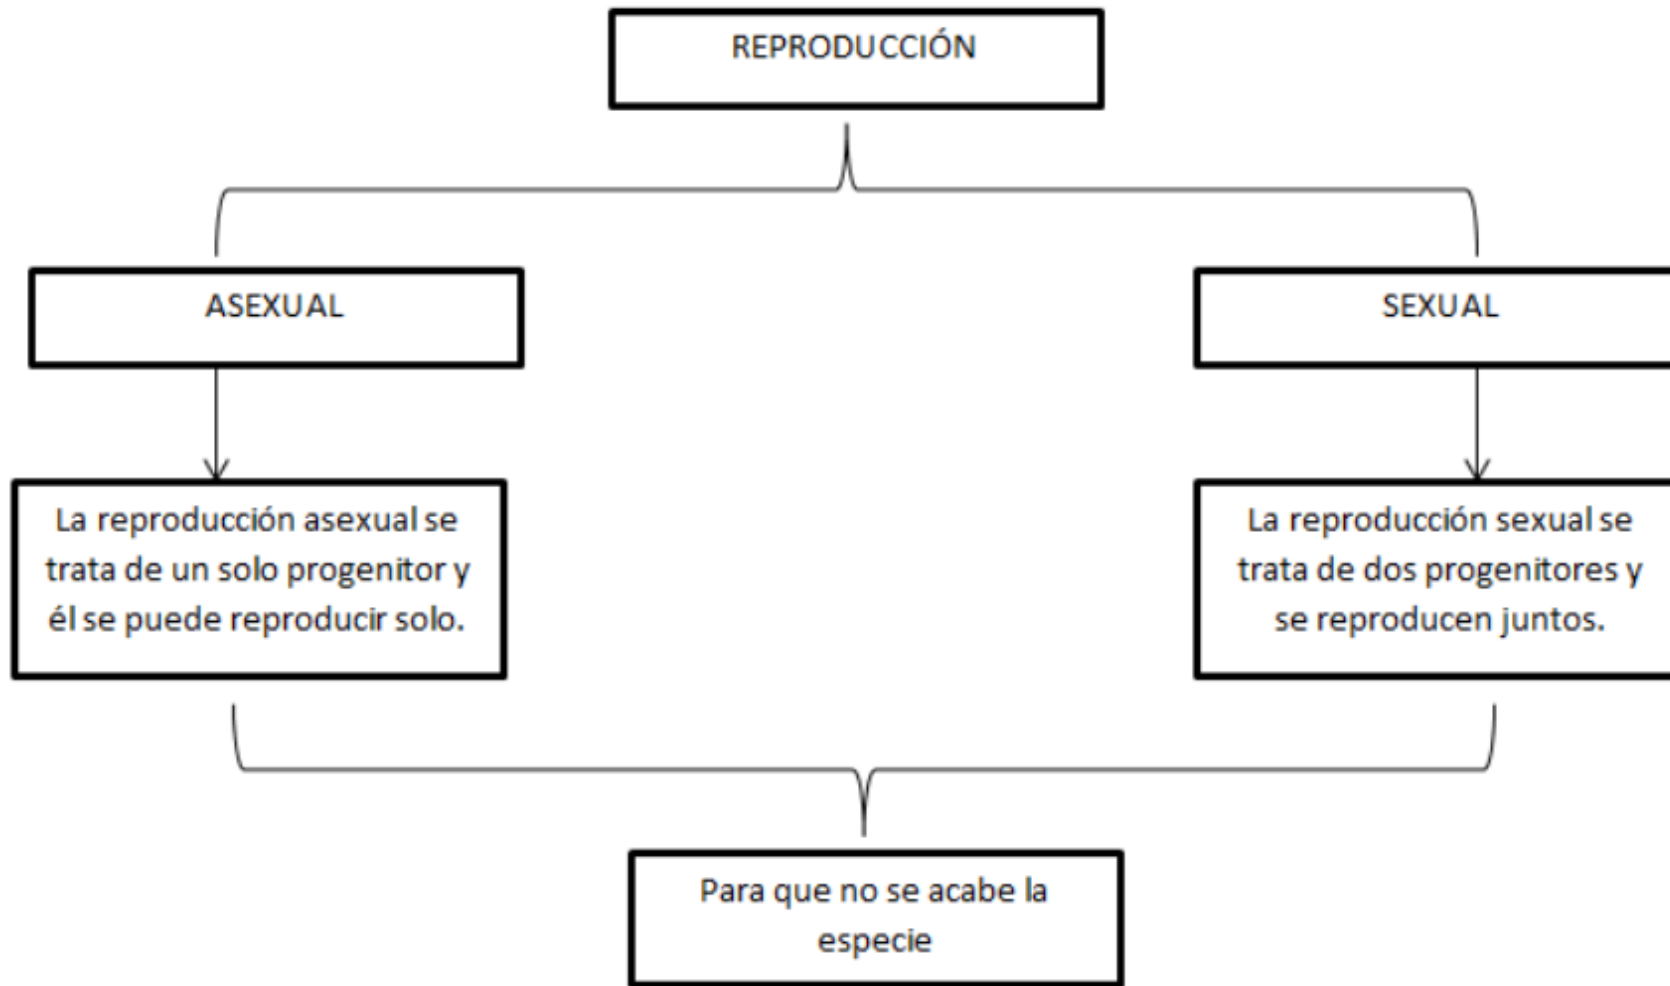 REPRODUCCIÓN
ASEXUAL
SEXUAL
La reproducción asexual se
trata de un solo progenitor y
él se puede reproducir solo.
La reproducción sexual se
trata de dos progenitores y
se reproducen juntos.
Para que no se acabe la
especie